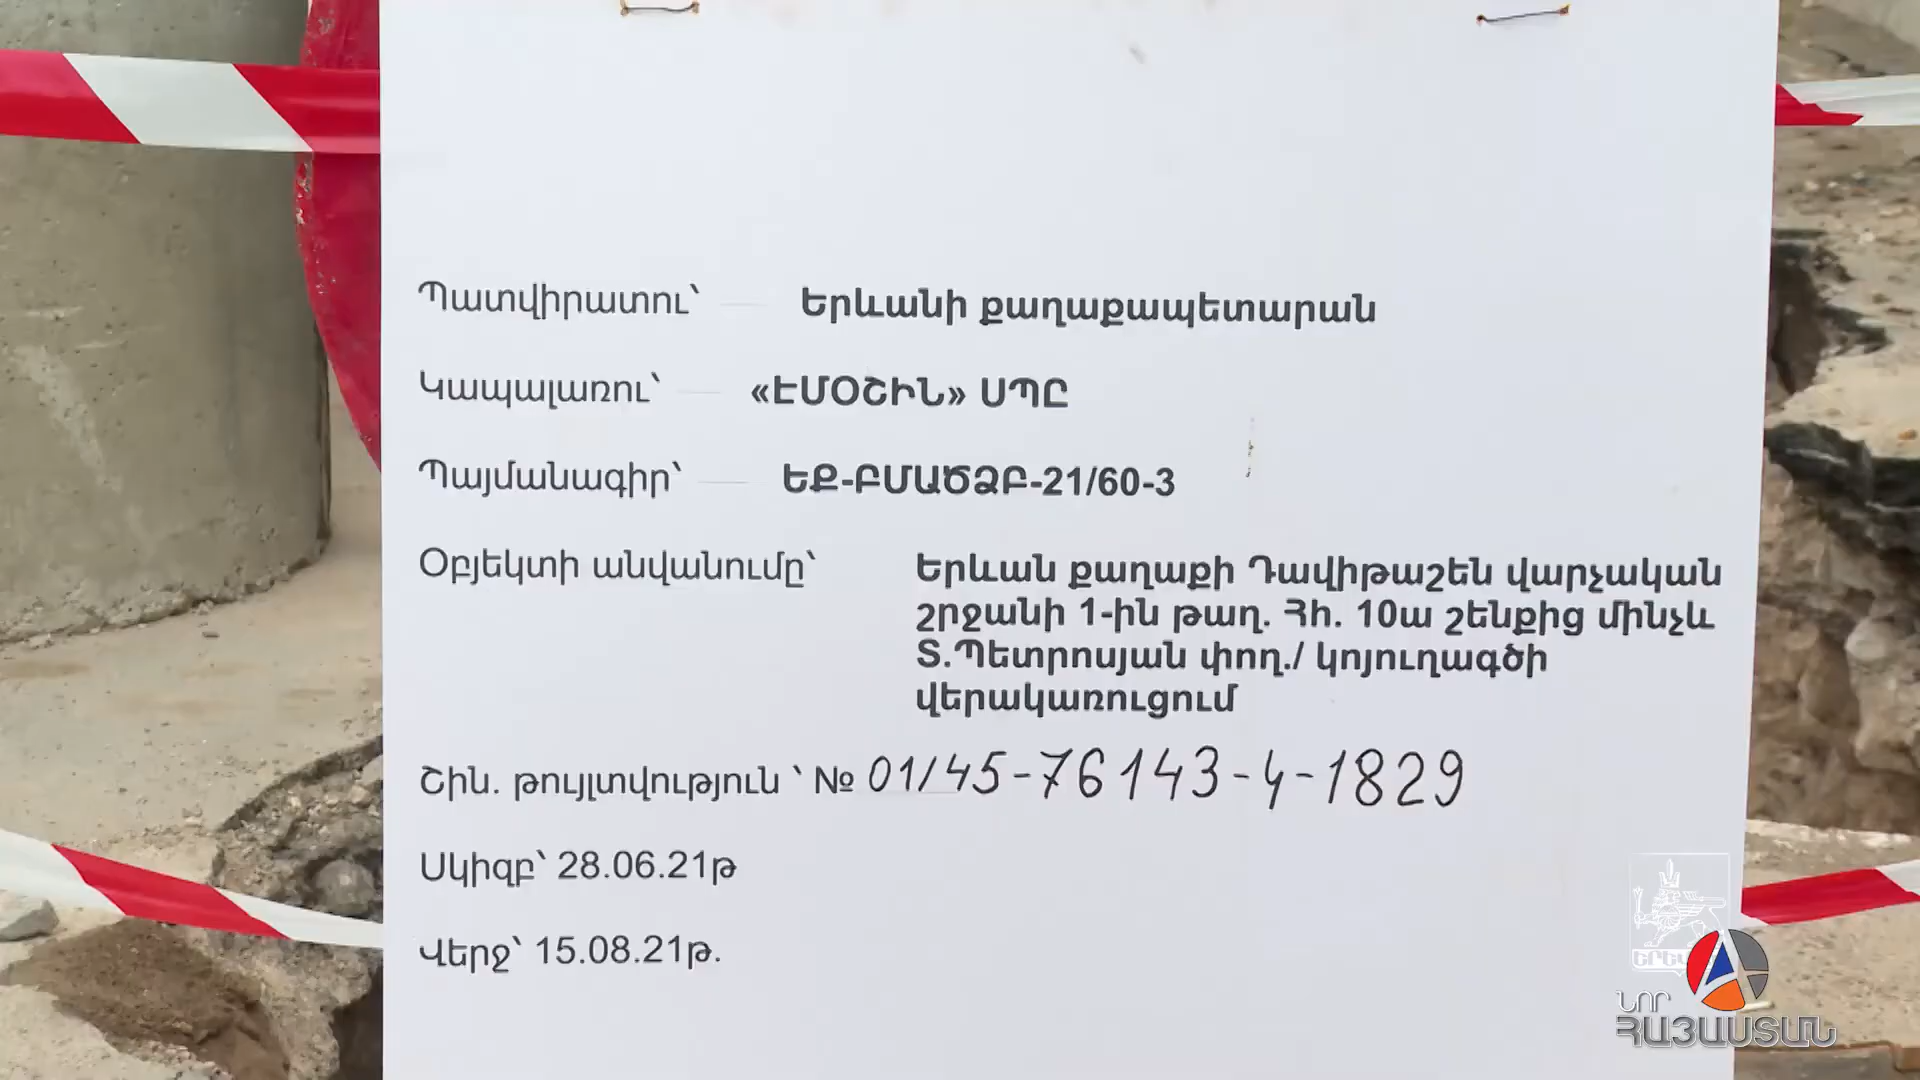 Պատվիրատու՝ Երևանի քաղաքապետարան
Կապալառու՝ «ԷՄՕՇԻՆ» ՍՊԸ
Պայմանագիր՝ ԵՔ-ԲՄԱԾՁԲ-21/60-3
Օբյեկտի անվանումը՝ Երևան քաղաքի Դավիթաշեն վարչական
շրջանի 1-ին թաղ. Հհ. 10ա շենքից մինչև
Տ.Պետրոսյան փող./ կոյուղագծի
վերակառուցում
Շին. թույլտվություն ՝ № 01/45-76143-4-1829
Սկիզբ՝ 28.06.21թ
Վերջ՝ 15.08.21թ.
ՆՈՐ
ՀԱՅԱՍՏԱՆ